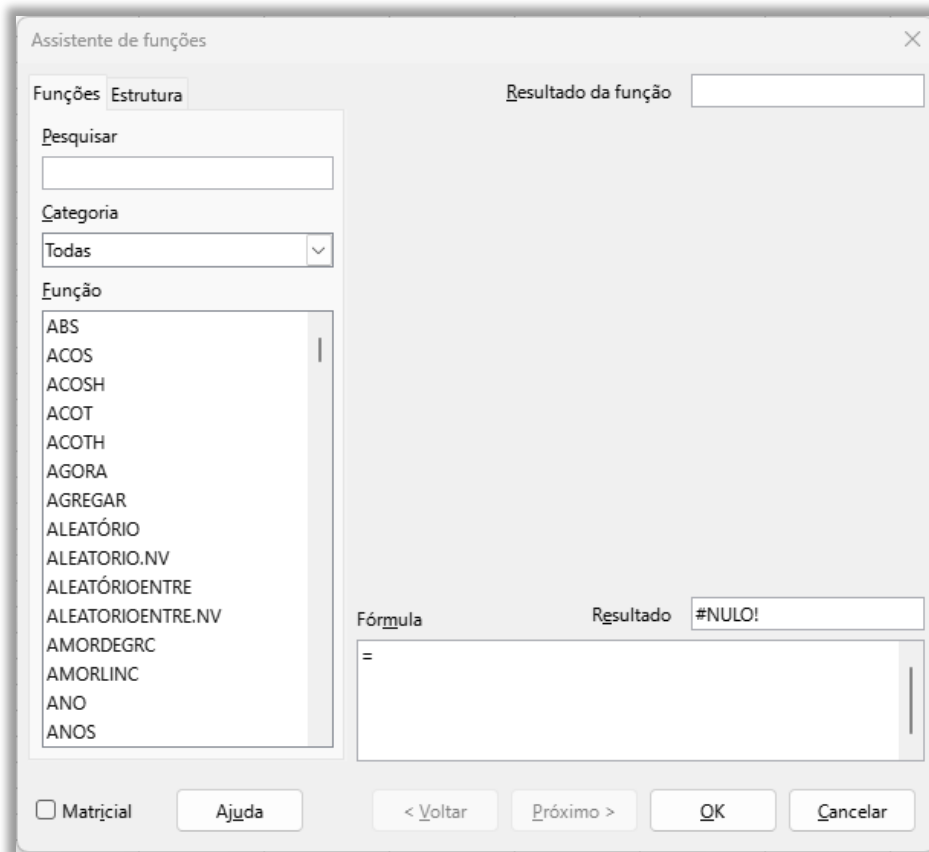 Assistente de funções
Funções Estrutura
Resultado da função
Pesquisar
Categoria
Todas
Função
ABS
ACOS
ACOSH
ACOT
ACOTH
AGORA
AGREGAR
ALEATÓRIO
ALEATORIO.NV
ALEATÓRIOENTRE
ALEATORIOENTRE.NV
AMORDEGRC
AMORLINC
ANO
ANOS
Fórmula Resultado #NULO!
=
Matricial Ajuda < Voltar Próximo > OK Cancelar